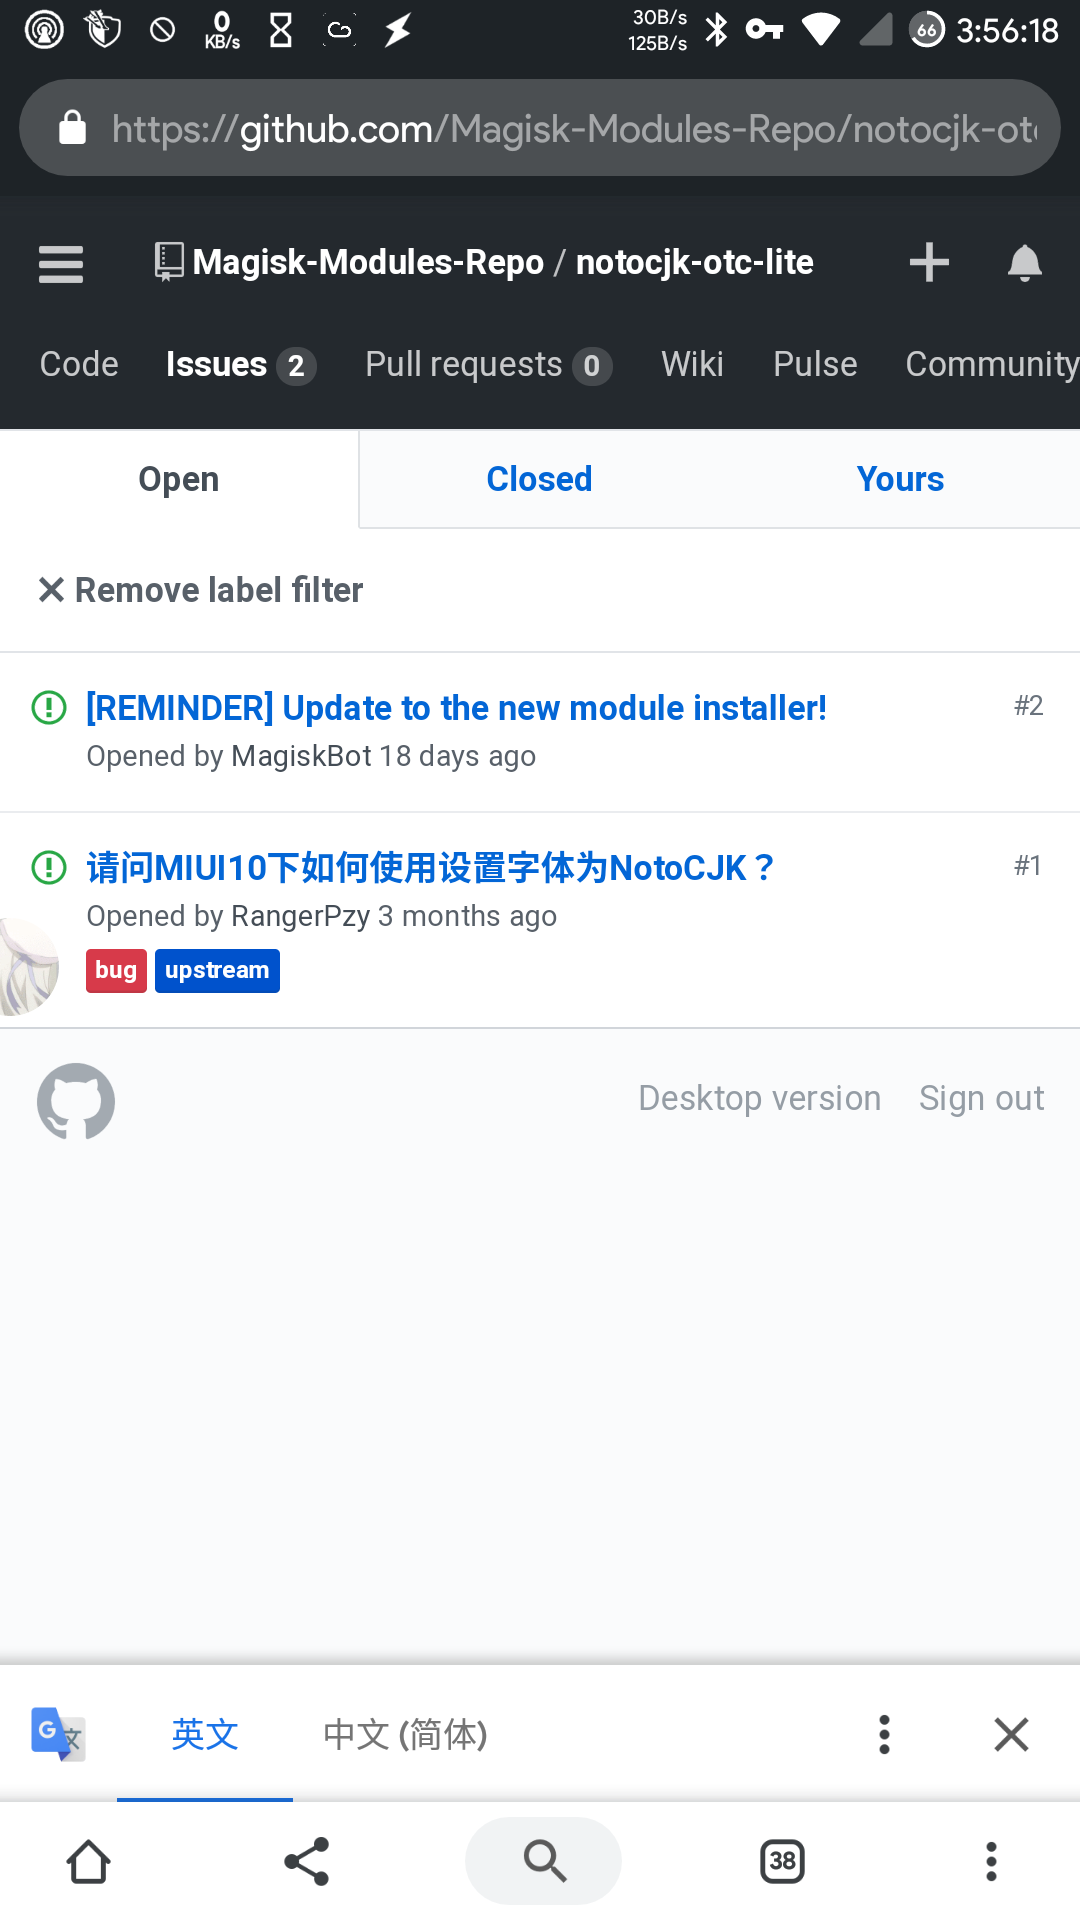 0 KB/s
30B/s
125B/s
66
3:56:18
https://github.com/Magisk-Modules-Repo/notocjk-otc
Magisk-Modules-Repo / notocjk-otc-lite
Code Issues 2 Pull requests 0 Wiki Pulse Community
Open Closed Yours
Remove label filter
[REMINDER] Update to the new module installer! #2
Opened by MagiskBot 18 days ago
请问MIUI10下如何使用设置字体为NotoCJK？ #1
Opened by RangerPzy 3 months ago
bug upstream
Desktop version Sign out
G 文 英文 中文 (简体)
38